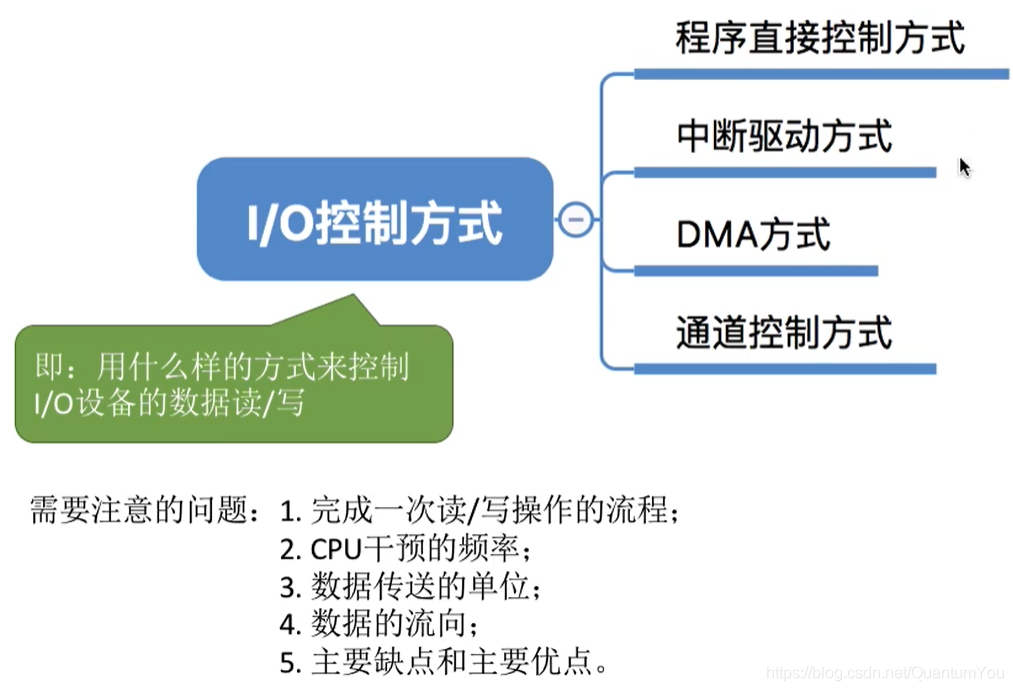 程序直接控制方式
中断驱动方式
I/O控制方式
DMA方式
通道控制方式
即：用什么样的方式来控制
I/O设备的数据读/写
需要注意的问题：1. 完成一次读/写操作的流程；
2. CPU干预的频率；
3. 数据传送的单位；
4. 数据的流向；
5. 主要缺点和主要优点。
https://blog.csdn.net/QuantumYou